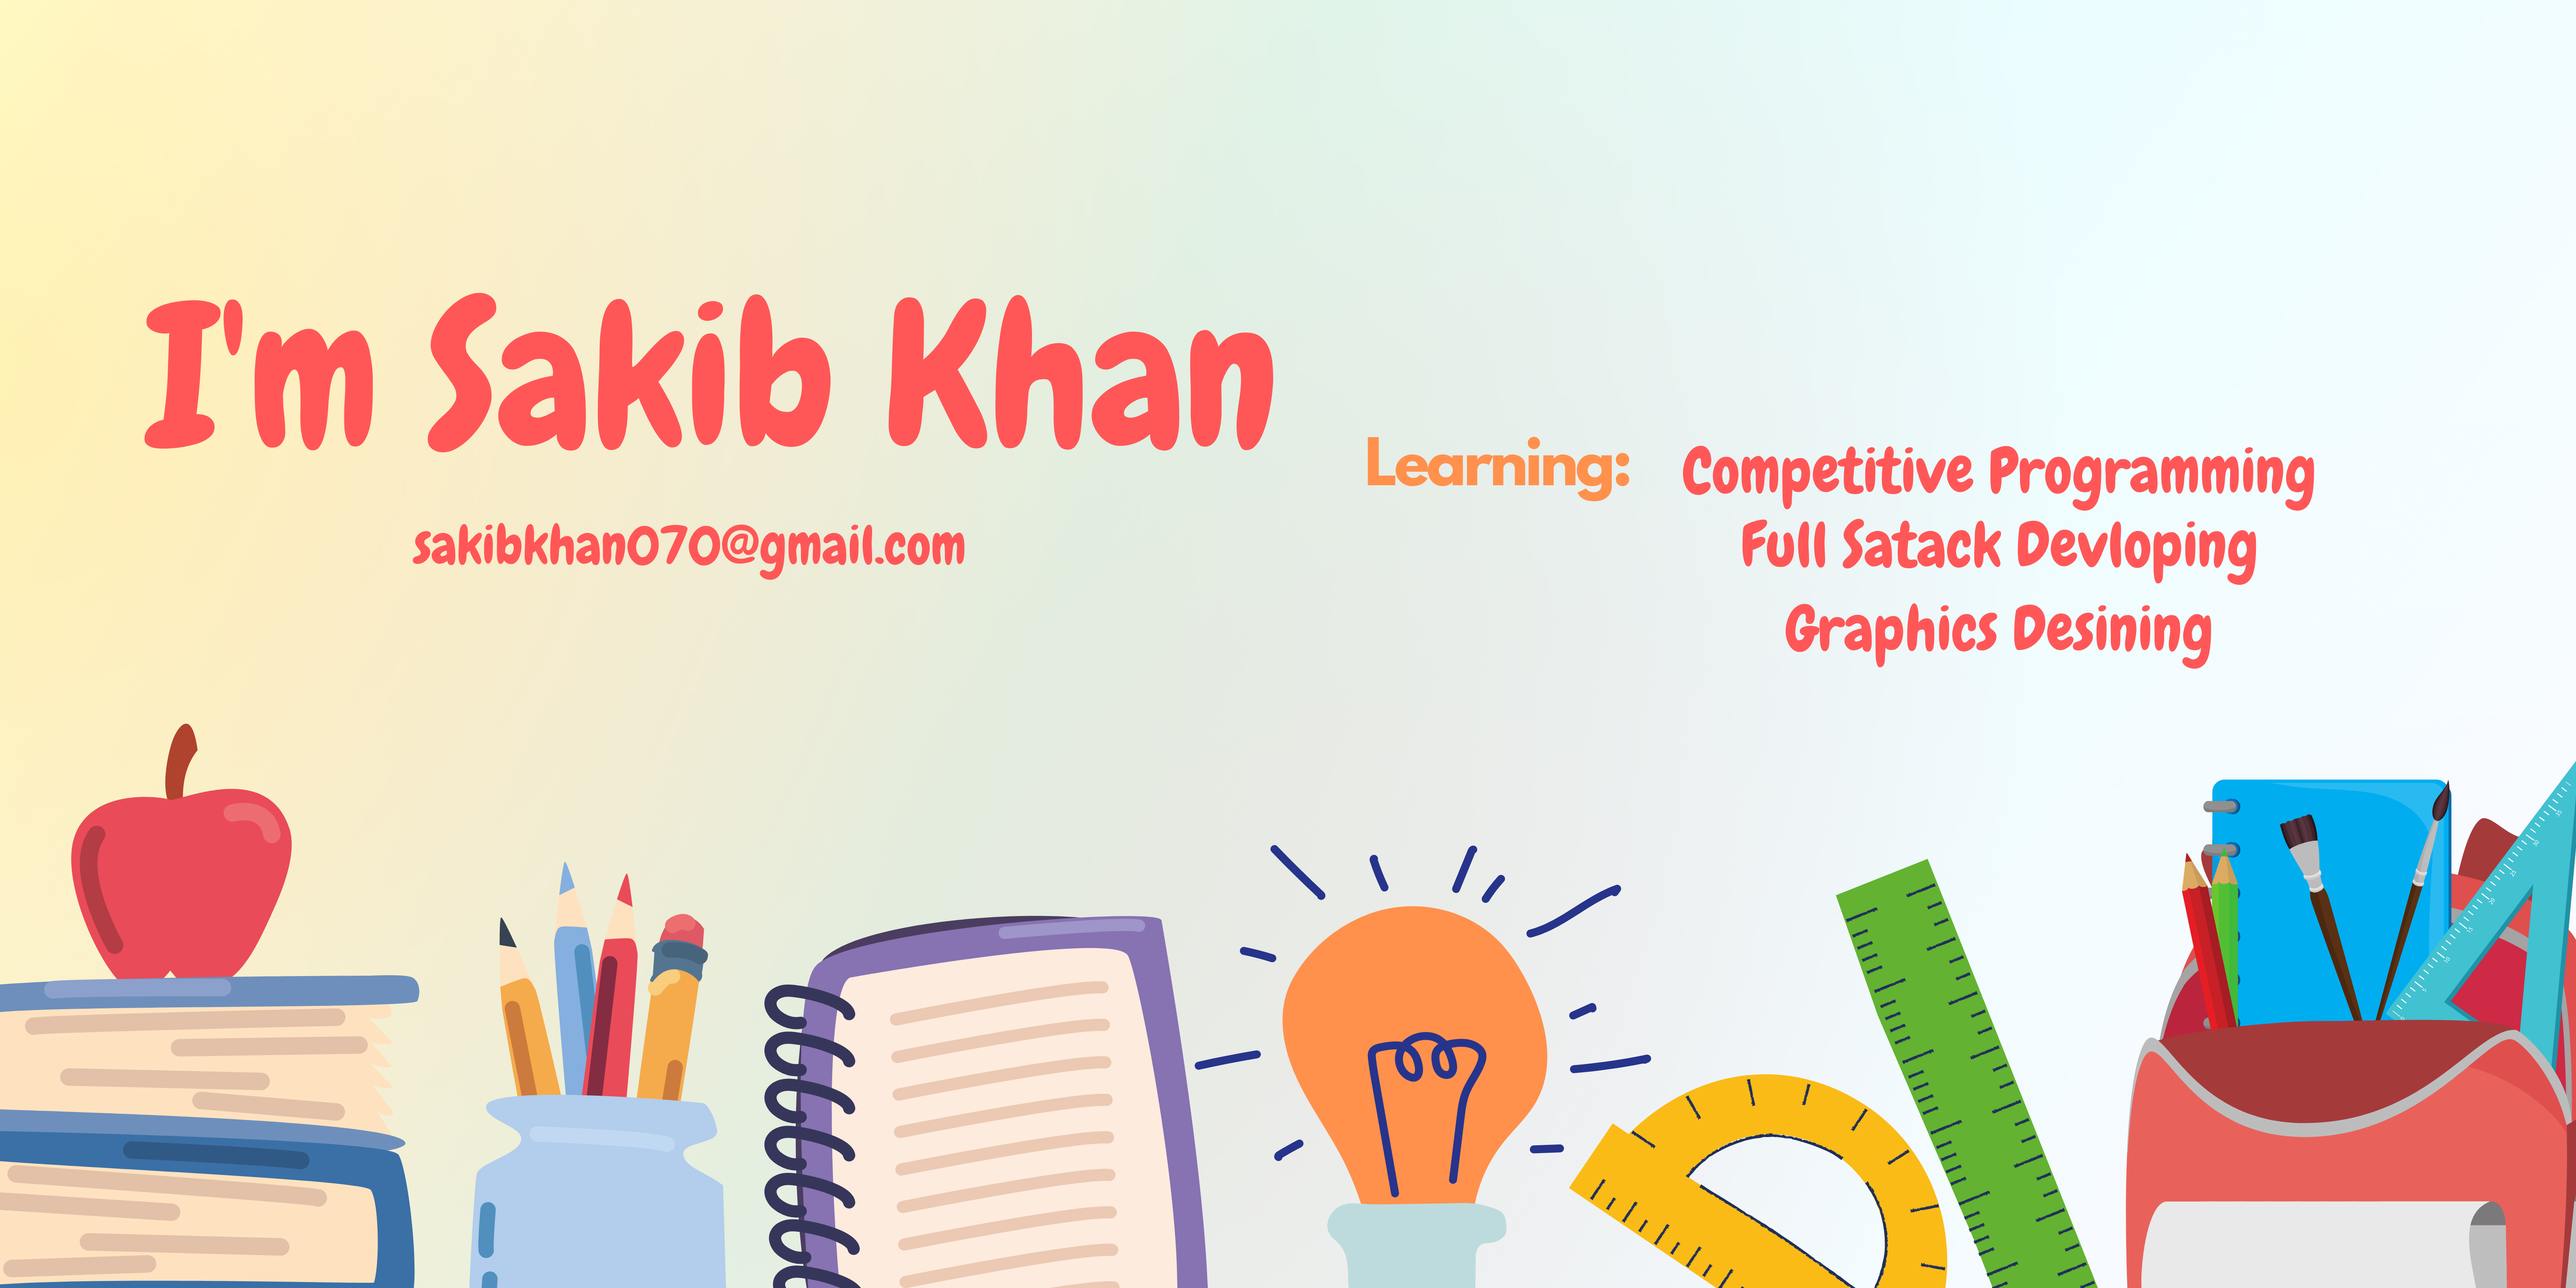 I'm Sakib Khan
sakibkhan070@gmail.com
Learning:
Competitive Programming
Full Satack Devloping
Graphics Desining